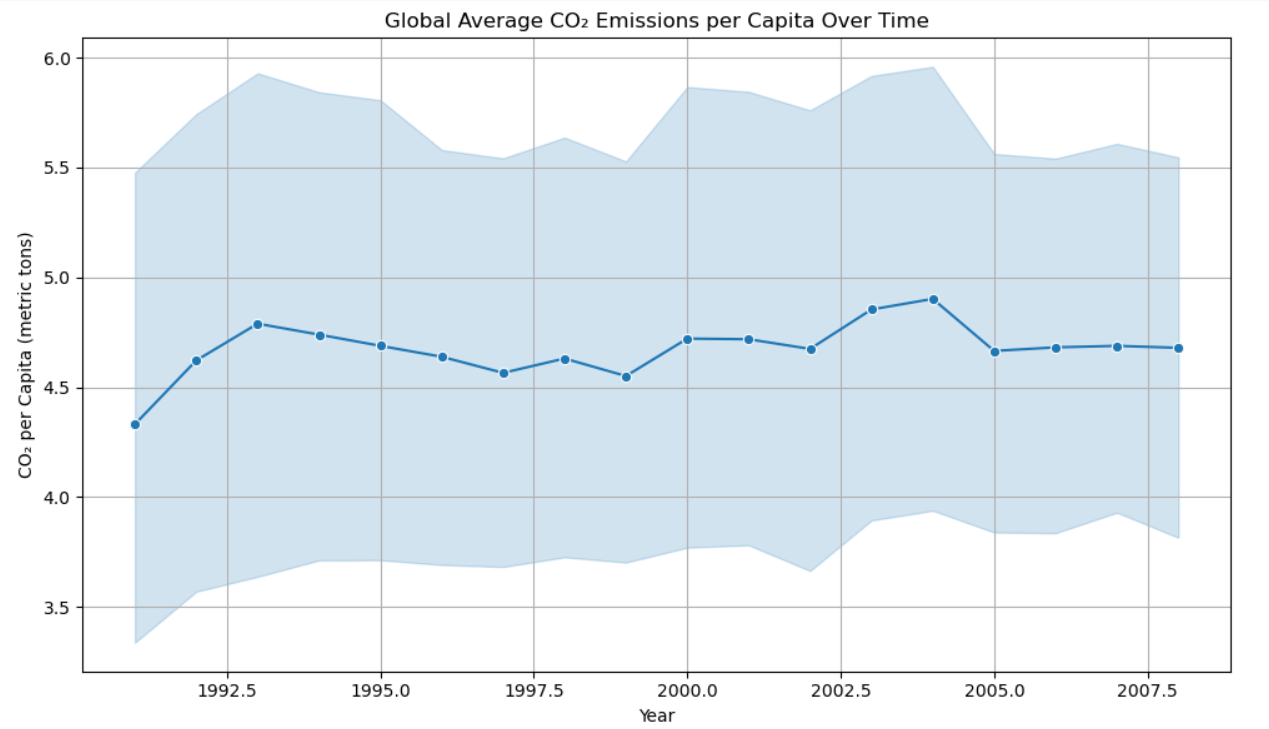 Global Average CO₂ Emissions per Capita Over Time
6.0
5.5
5.0
4.5
4.0
3.5
CO₂ per Capita (metric tons)
1992.5 1995.0 1997.5 2000.0 2002.5 2005.0 2007.5
Year